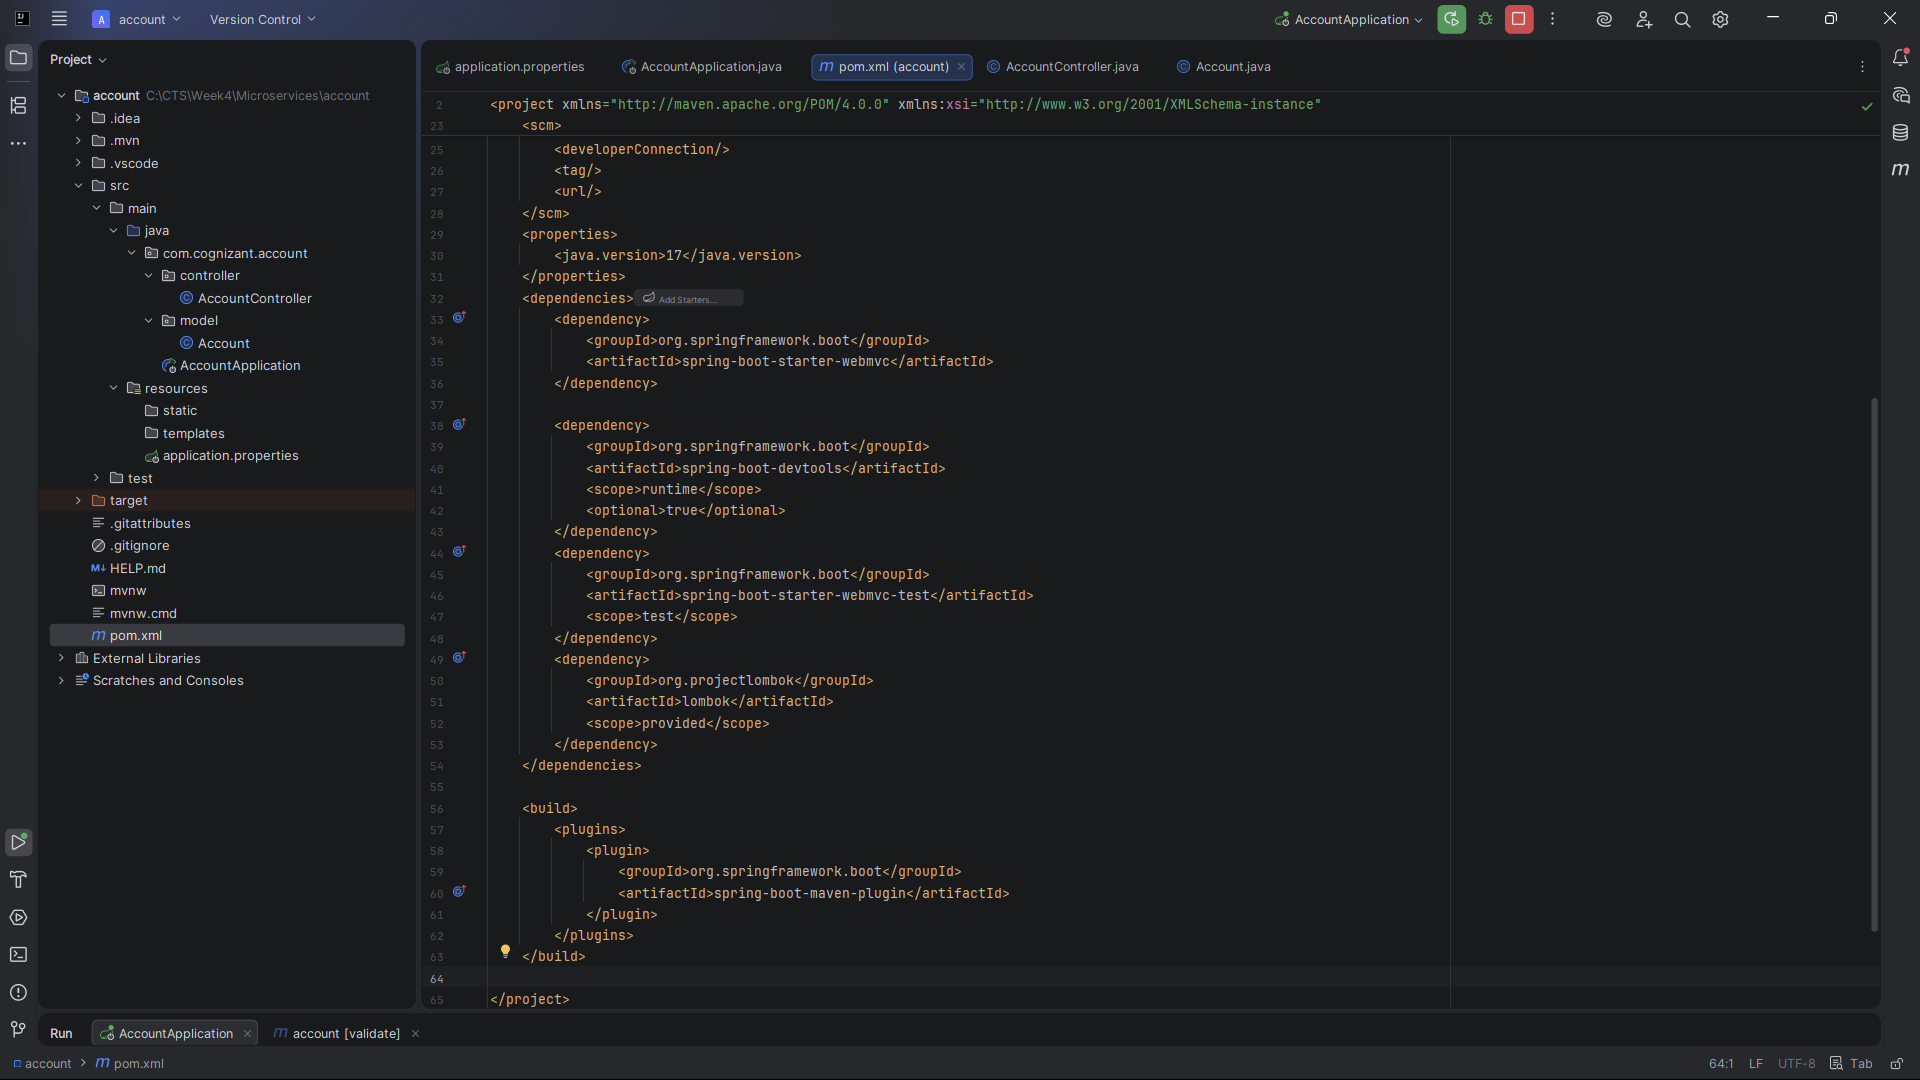 A account Version Control AccountApplication
Project
account C:\CTS\Week4\Microservices\account
.idea
.mvn
.vscode
src
main
java
com.cognizant.account
controller
AccountController
model
Account
AccountApplication
resources
static
templates
application.properties
test
target
.gitattributes
.gitignore
M↓ HELP.md
mvnw
mvnw.cmd
m pom.xml
External Libraries
Scratches and Consoles
application.properties AccountApplication.java m pom.xml (account) AccountController.java Account.java
2 <project xmlns="http://maven.apache.org/POM/4.0.0" xmlns:xsi="http://www.w3.org/2001/XMLSchema-instance"
23 <scm>
25 <developerConnection/>
26 <tag/>
27 <url/>
28 </scm>
29 <properties>
30 <java.version>17</java.version>
31 </properties>
32 <dependencies> Add Starters...
33 <dependency>
34 <groupId>org.springframework.boot</groupId>
35 <artifactId>spring-boot-starter-webmvc</artifactId>
36 </dependency>
37
38 <dependency>
39 <groupId>org.springframework.boot</groupId>
40 <artifactId>spring-boot-devtools</artifactId>
41 <scope>runtime</scope>
42 <optional>true</optional>
43 </dependency>
44 <dependency>
45 <groupId>org.springframework.boot</groupId>
46 <artifactId>spring-boot-starter-webmvc-test</artifactId>
47 <scope>test</scope>
48 </dependency>
49 <dependency>
50 <groupId>org.projectlombok</groupId>
51 <artifactId>lombok</artifactId>
52 <scope>provided</scope>
53 </dependency>
54 </dependencies>
55
56 <build>
57 <plugins>
58 <plugin>
59 <groupId>org.springframework.boot</groupId>
60 <artifactId>spring-boot-maven-plugin</artifactId>
61 </plugin>
62 </plugins>
63 </build>
64
65 </project>
m
Run AccountApplication m account [validate]
account m pom.xml 64:1 LF UTF-8 Tab